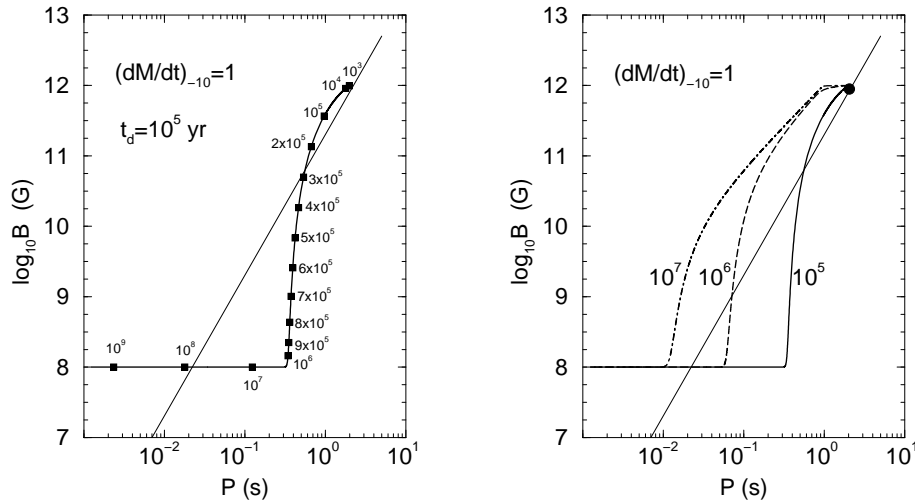 13
12
11
10
9
8
7
log₁₀B (G)
(dM/dt)₋₁₀=1
t_d=10⁵ yr
10³
10⁴
10⁵
2x10⁵
3x10⁵
4x10⁵
5x10⁵
6x10⁵
7x10⁵
8x10⁵
9x10⁵
10⁶
10⁷
10⁸
10⁹
10⁻² 10⁻¹ 10⁰ 10¹
P (s)
13
12
11
10
9
8
7
log₁₀B (G)
(dM/dt)₋₁₀=1
10⁷ 10⁶ 10⁵
10⁻² 10⁻¹ 10⁰ 10¹
P (s)